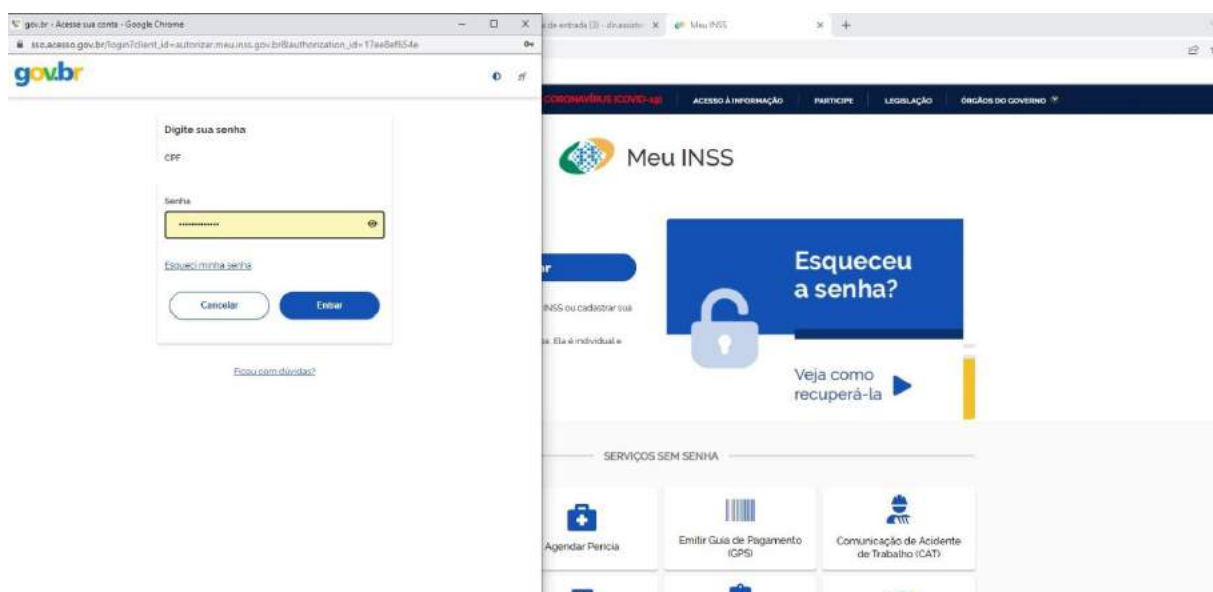 gov.br - Acesse sua conta - Google Chrome
sso.acesso.gov.br/login?client_id=autorizar.meu.inss.gov.br&authorization_id=17ee8ef654e
gov.br
Digite sua senha
CPF
Senha
Esqueci minha senha
Cancelar
Entrar
Ficou com dúvidas?
de entrada (3) -
Meu INSS
CORONAVÍRUS (COVID-19)
ACESSO À INFORMAÇÃO
PARTICIPE
LEGISLAÇÃO
ÓRGÃOS DO GOVERNO
Meu INSS
INSS ou cadastrar sua
Ela é individual e
Esqueceu
a senha?
Veja como
recuperá-la
SERVIÇOS SEM SENHA
Agendar Perícia
Emitir Guia de Pagamento
(GPS)
Comunicação de Acidente
de Trabalho (CAT)